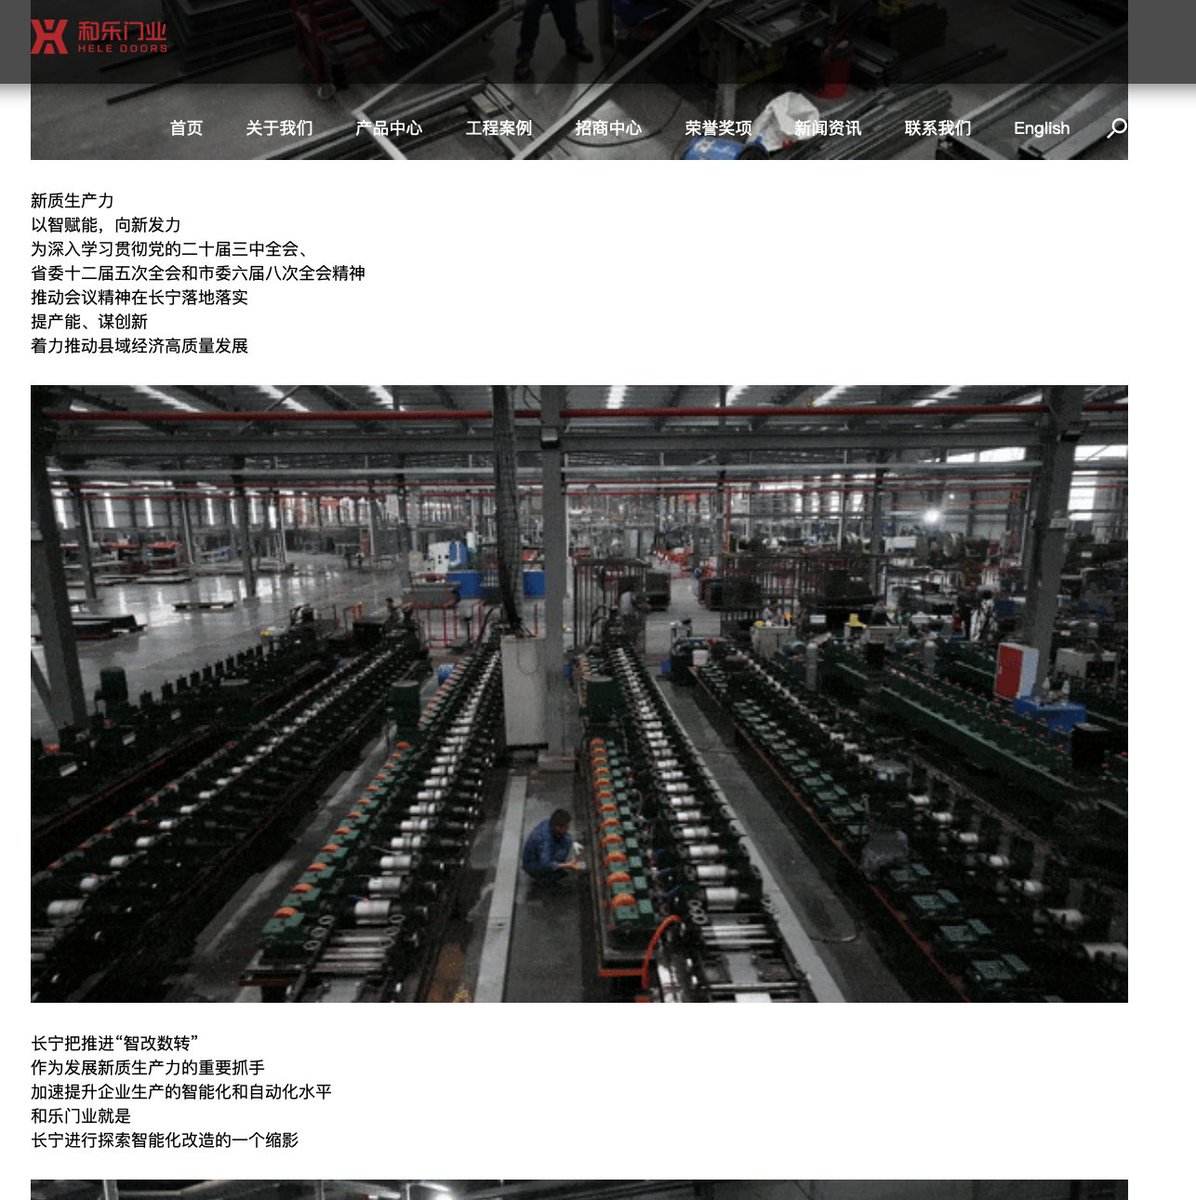 和乐门业
HELE DOORS
首页 关于我们 产品中心 工程案例 招商中心 荣誉奖项 新闻资讯 联系我们 English
新质生产力
以智赋能，向新发力
为深入学习贯彻党的二十届三中全会、
省委十二届五次全会和市委六届八次全会精神
推动会议精神在长宁落地落实
提产能、谋创新
着力推动县域经济高质量发展
长宁把推进“智改数转”
作为发展新质生产力的重要抓手
加速提升企业生产的智能化和自动化水平
和乐门业就是
长宁进行探索智能化改造的一个缩影